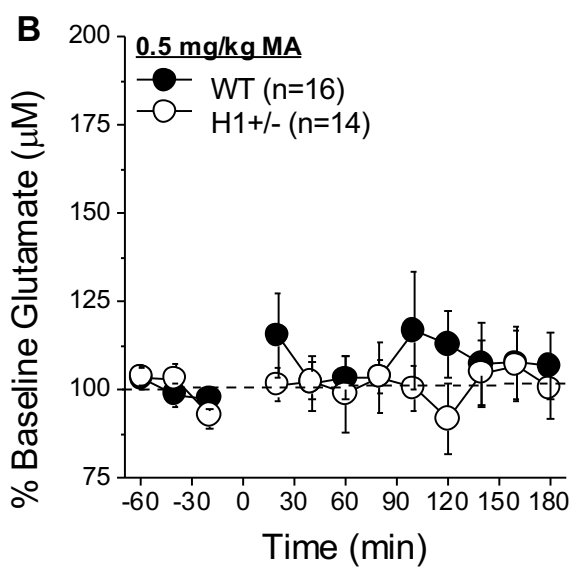 B
0.5 mg/kg MA
WT (n=16)
H1+/- (n=14)
% Baseline Glutamate (μM)
200
175
150
125
100
75
-60 -30 0 30 60 90 120 150 180
Time (min)